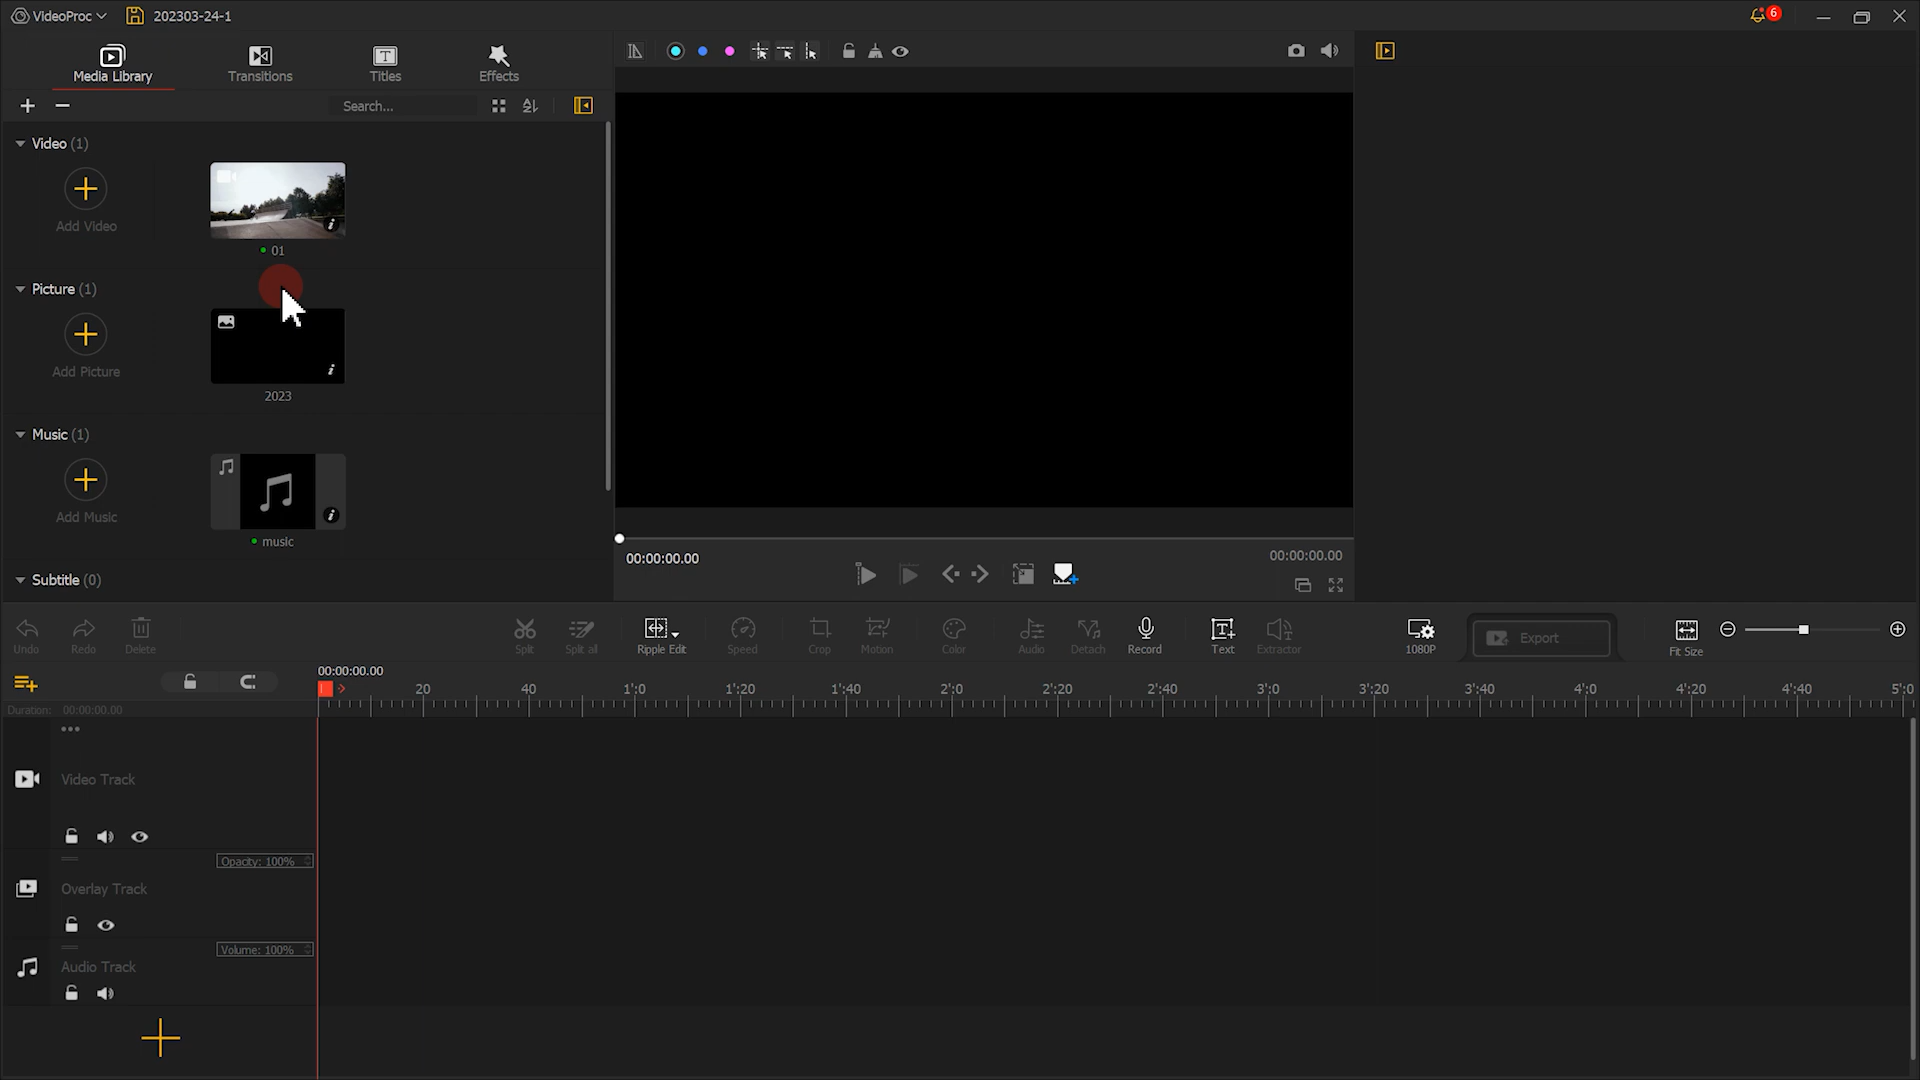 VideoProc
202303-24-1
6
Media Library
Transitions
Titles
Effects
Search...
Video (1)
Add Video
01
Picture (1)
Add Picture
2023
Music (1)
Add Music
music
Subtitle (0)
00:00:00.00
00:00:00.00
Undo
Redo
Delete
Split
Split all
Ripple Edit
Speed
Crop
Motion
Color
Audio
Detach
Record
Text
Extractor
1080P
Export
Fit Size
00:00:00.00
20
40
1'0
1'20
1'40
2'0
2'20
2'40
3'0
3'20
3'40
4'0
4'20
4'40
5'0
Duration: 00:00:00.00
Video Track
Opacity: 100%
Overlay Track
Volume: 100%
Audio Track